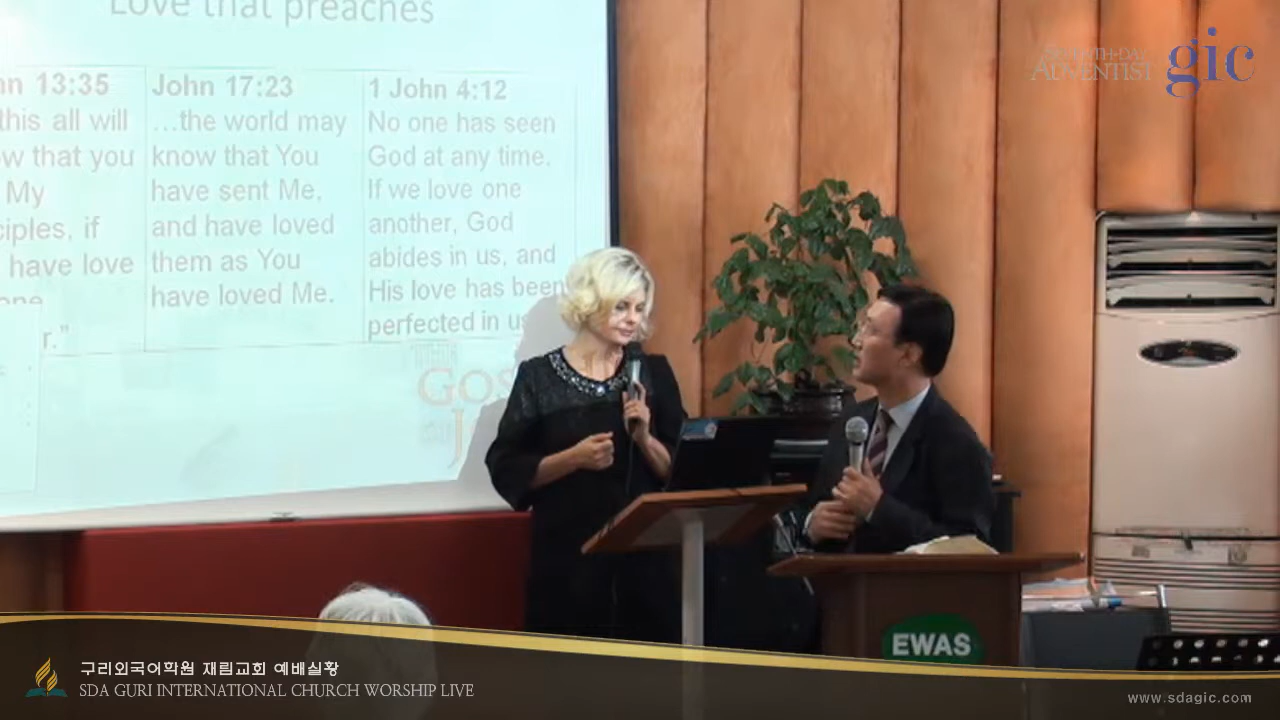 Love that preaches
SEVENTH-DAY
ADVENTIST
gic
n 13:35
this all will
w that you
My
ciples, if
have love
one
r."
John 17:23
...the world may
know that You
have sent Me,
and have loved
them as You
have loved Me.
1 John 4:12
No one has seen
God at any time.
If we love one
another, God
abides in us, and
His love has been
perfected in us
GOS
EWAS
구리외국어학원 재림교회 예배실황
SDA GURI INTERNATIONAL CHURCH WORSHIP LIVE
www.sdagic.com